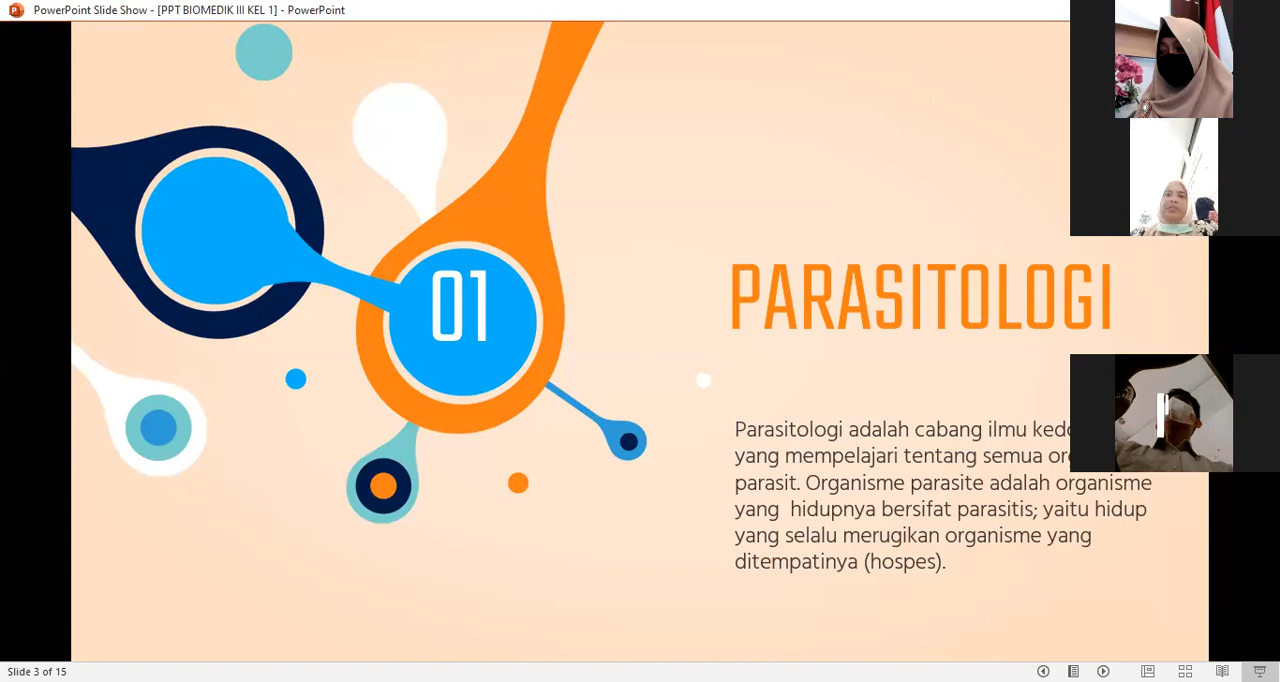 PowerPoint Slide Show - [PPT BIOMEDIK III KEL 1] - PowerPoint
01
PARASITOLOGI
Parasitologi adalah cabang ilmu
yang mempelajari tentang semua
parasit. Organisme parasite adalah organisme
yang hidupnya bersifat parasitis; yaitu hidup
yang selalu merugikan organisme yang
ditempatinya (hospes).
Slide 3 of 15